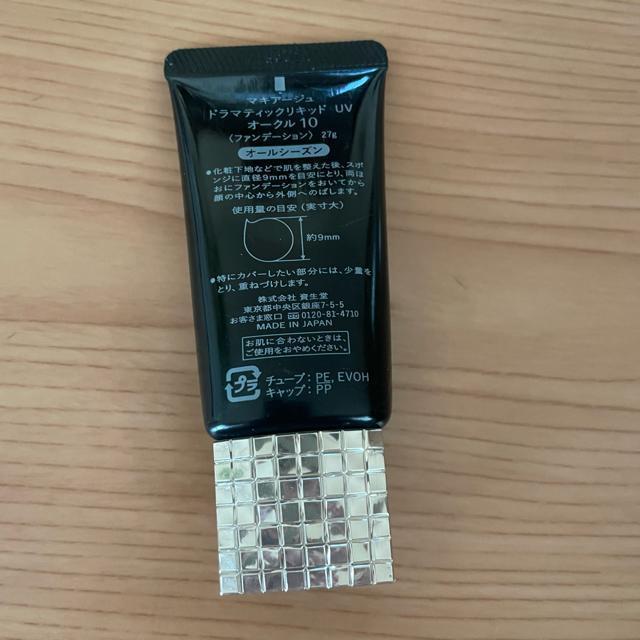 マキアージュ
ドラマティックリキッド UV
オークル 10
〈ファンデーション〉 27g
オールシーズン
●化粧下地などで肌を整えた後、スポ
ンジに直径9mmを目安にとり、両ほ
おにファンデーションをおいてから
顔の中心から外側へのばします。
使用量の目安（実寸大）
約9mm
●特にカバーしたい部分には、少量を
とり、重ねづけします。
株式会社 資生堂
東京都中央区銀座7-5-5
お客さま窓口 0120-81-4710
MADE IN JAPAN
お肌に合わないときは、
ご使用をおやめください。
プラ
チューブ：PE, EVOH
キャップ：PP